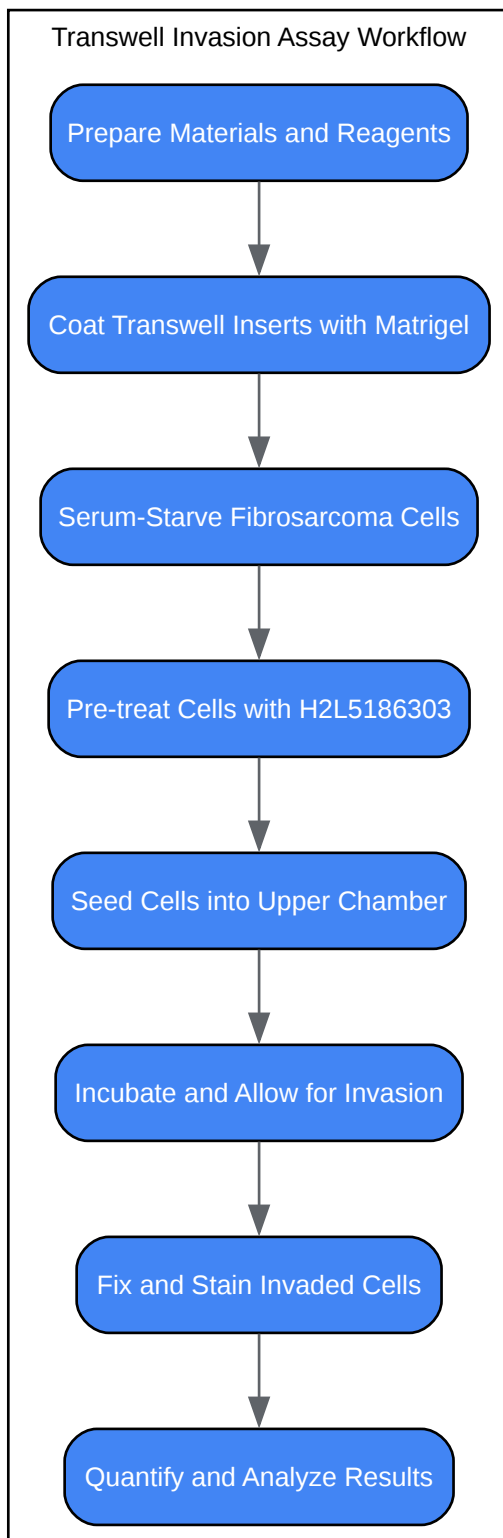 Transwell Invasion Assay Workflow
Prepare Materials and Reagents
Coat Transwell Inserts with Matrigel
Serum-Starve Fibrosarcoma Cells
Pre-treat Cells with H2L5186303
Seed Cells into Upper Chamber
Incubate and Allow for Invasion
Fix and Stain Invaded Cells
Quantify and Analyze Results